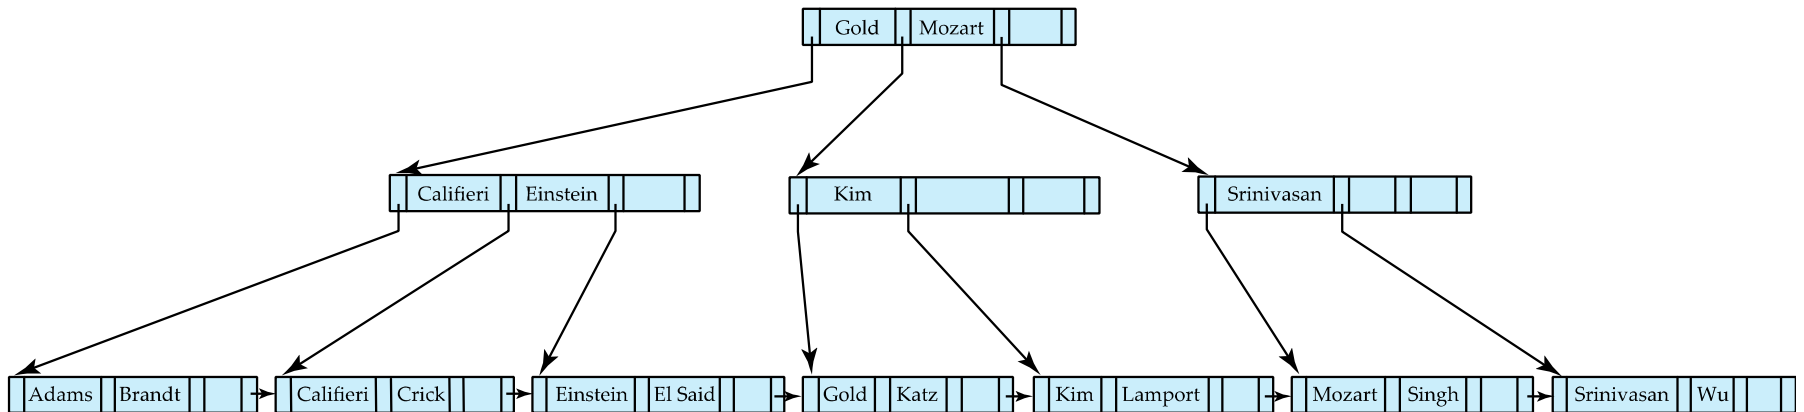 Gold Mozart
Califieri Einstein Kim Srinivasan
Adams Brandt Califieri Crick Einstein El Said Gold Katz Kim Lamport Mozart Singh Srinivasan Wu